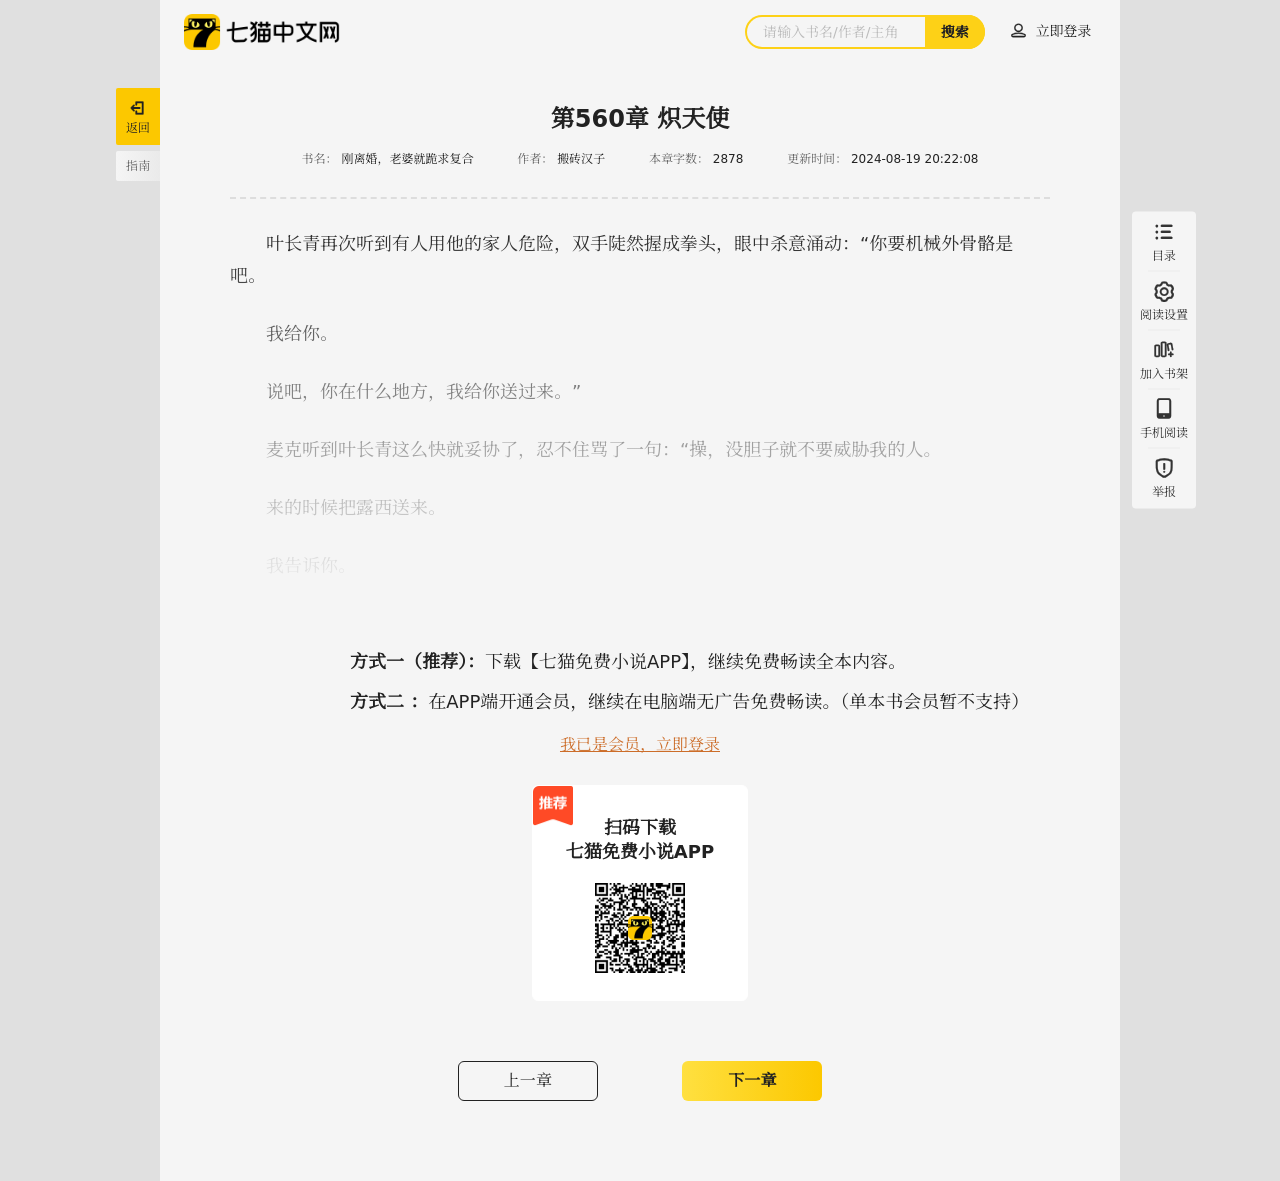 七猫中文网
请输入书名/作者/主角
搜索
立即登录
返回
指南
第560章 炽天使
书名： 刚离婚，老婆就跪求复合 作者： 搬砖汉子 本章字数： 2878 更新时间： 2024-08-19 20:22:08
叶长青再次听到有人用他的家人危险，双手陡然握成拳头，眼中杀意涌动：“你要机械外骨骼是
吧。
我给你。
说吧，你在什么地方，我给你送过来。”
麦克听到叶长青这么快就妥协了，忍不住骂了一句：“操，没胆子就不要威胁我的人。
来的时候把露西送来。
我告诉你。
目录
阅读设置
加入书架
手机阅读
举报
方式一（推荐）：下载【七猫免费小说APP】，继续免费畅读全本内容。
方式二 ： 在APP端开通会员，继续在电脑端无广告免费畅读。（单本书会员暂不支持）
我已是会员，立即登录
推荐
扫码下载
七猫免费小说APP
上一章
下一章